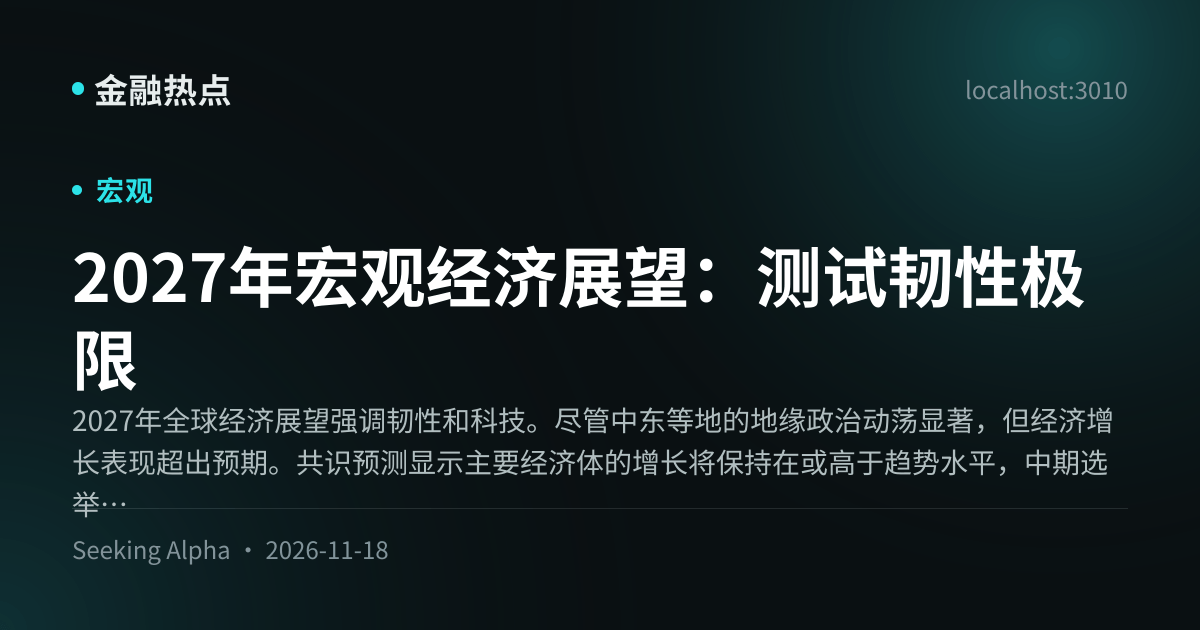 金融热点
localhost:3010
宏观
2027年宏观经济展望：测试韧性极
限
2027年全球经济展望强调韧性和科技。尽管中东等地的地缘政治动荡显著，但经济增
长表现超出预期。共识预测显示主要经济体的增长将保持在或高于趋势水平，中期选
举…
Seeking Alpha · 2026-11-18